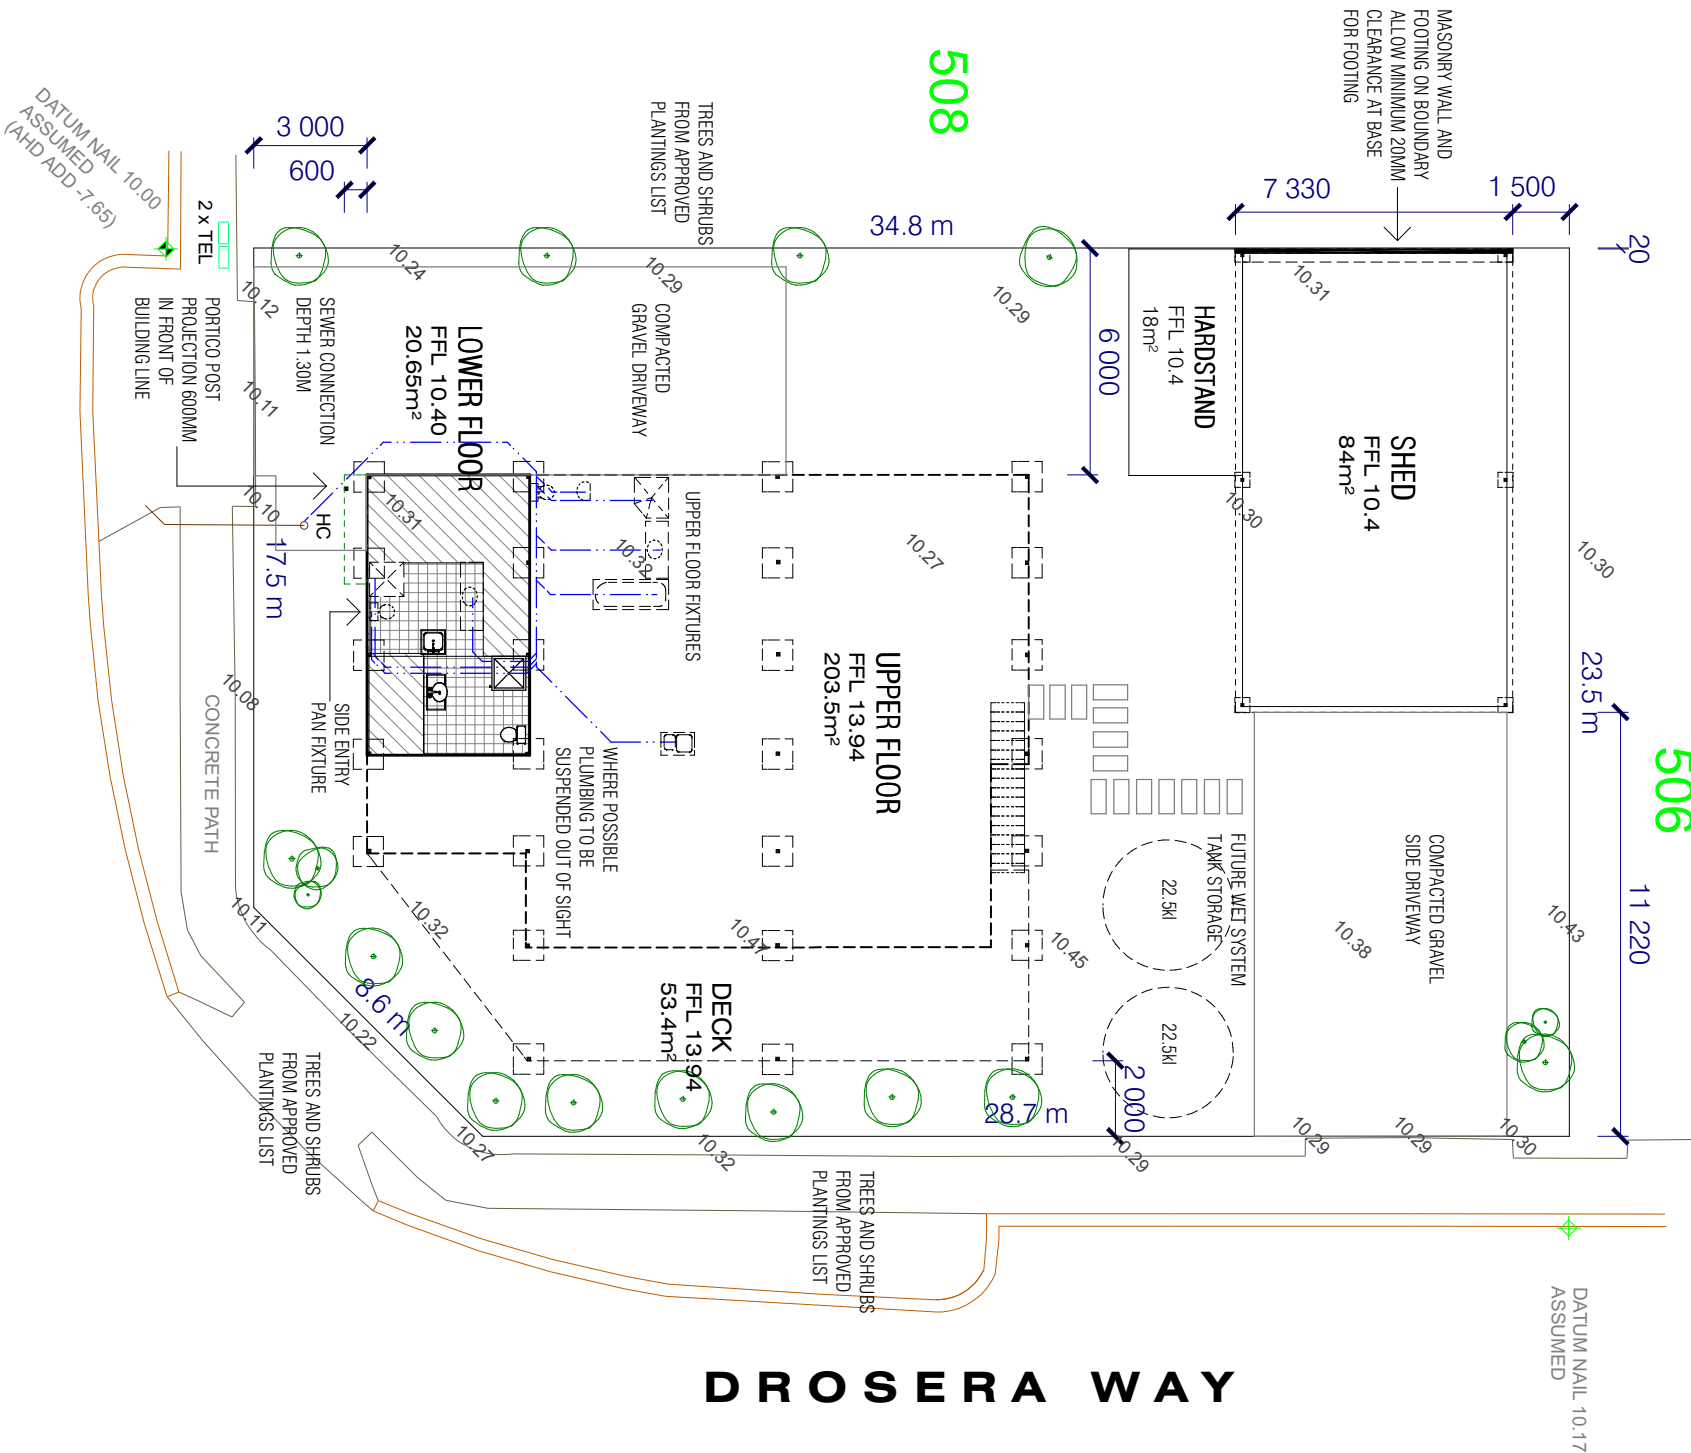 MASONRY WALL AND
FOOTING ON BOUNDARY
ALLOW MINIMUM 20MM
CLEARANCE AT BASE
FOR FOOTING
508
TREES AND SHRUBS
FROM APPROVED
PLANTINGS LIST
DATUM NAIL 10.00
ASSUMED
(AHD ADD -7.65)
3 000
600
2 x TEL
34.8 m
7 330
1 500
20
10.24
10.29
10.29
10.31
10.12
SEWER CONNECTION
DEPTH 1.30M
PORTICO POST
PROJECTION 600MM
IN FRONT OF
BUILDING LINE
LOWER FLOOR
FFL 10.40
20.65m²
COMPACTED
GRAVEL DRIVEWAY
6 000
HARDSTAND
FFL 10.4
18m²
SHED
FFL 10.4
84m²
10.11
10.10
HC
10.31
17.5 m
10.32
UPPER FLOOR FIXTURES
10.27
10.30
10.30
23.5 m
506
SIDE ENTRY
PAN FIXTURE
10.08
CONCRETE PATH
UPPER FLOOR
FFL 13.94
203.5m²
WHERE POSSIBLE
PLUMBING TO BE
SUSPENDED OUT OF SIGHT
FUTURE WET SYSTEM
TANK STORAGE
22.5kl
22.5kl
COMPACTED GRAVEL
SIDE DRIVEWAY
11 220
10.11
10.32
10.47
10.45
10.38
10.43
8.6 m
10.22
DECK
FFL 13.94
53.4m²
2 000
28.7 m
10.27
10.32
10.29
10.29
10.29
10.30
TREES AND SHRUBS
FROM APPROVED
PLANTINGS LIST
TREES AND SHRUBS
FROM APPROVED
PLANTINGS LIST
DATUM NAIL 10.17
ASSUMED
DROSERA WAY